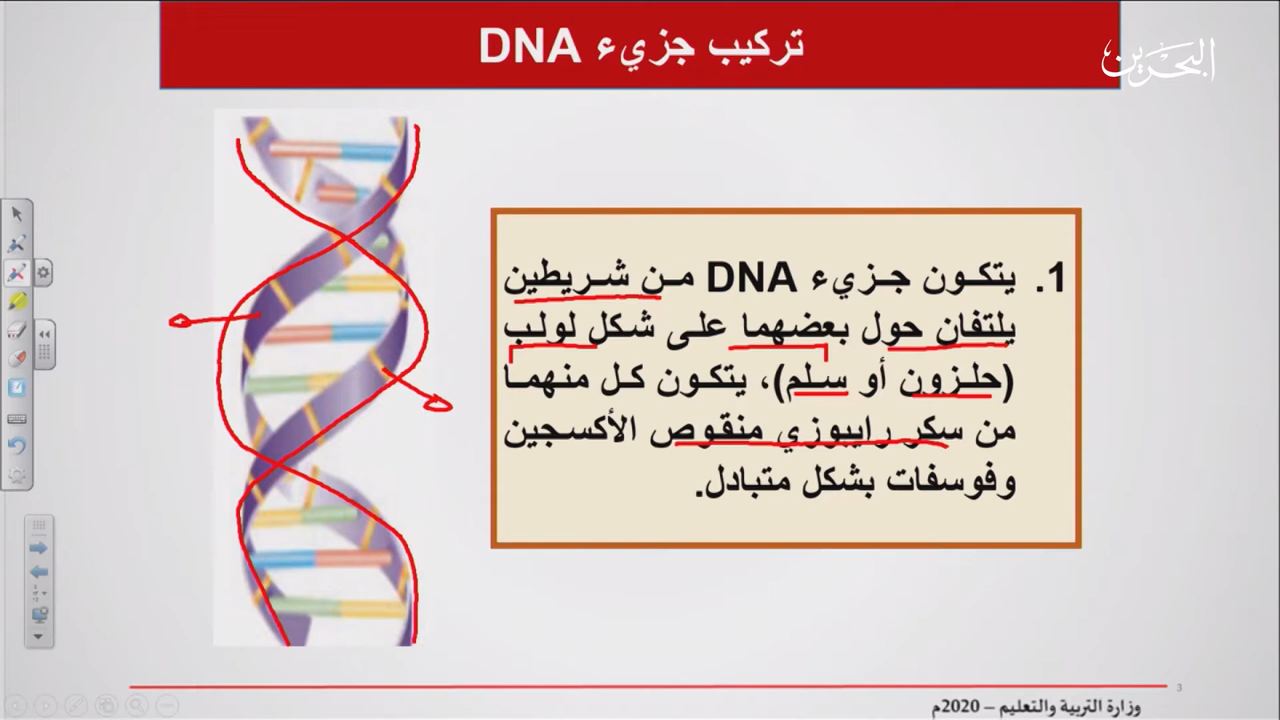 تركيب جزيء DNA
البحرين
1. يتكون جزيء DNA من شريطين
يلتفان حول بعضهما على شكل لولب
(حلزون أو سلم)، يتكون كل منهما
من سكر رايبوزي منقوص الأكسجين
وفوسفات بشكل متبادل.
3
وزارة التربية والتعليم – 2020م